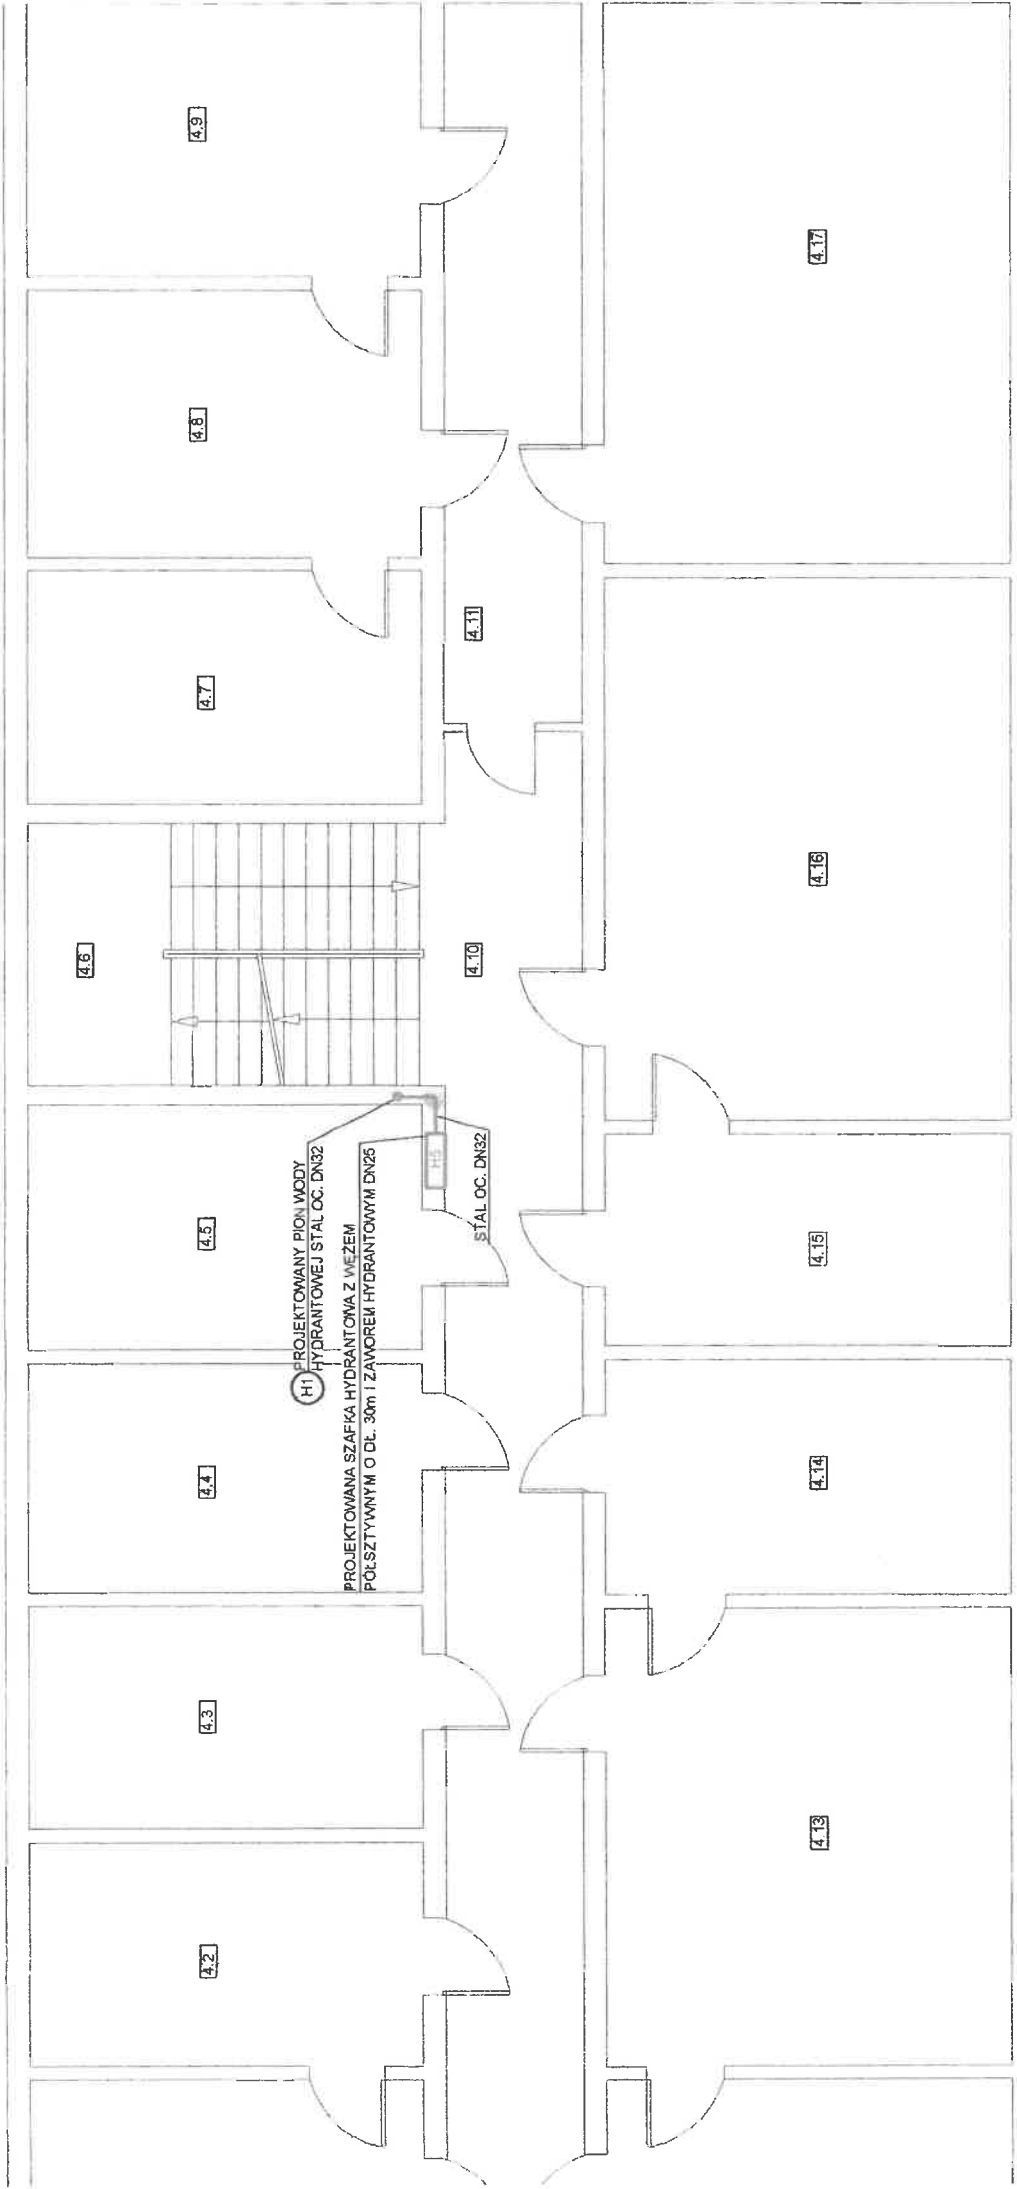 4.2
4.3
4.4
4.5
4.6
4.7
4.8
4.9
H1
PROJEKTOWANY PION WODY
HYDRANTOWEJ STAL OC. DN32
PROJEKTOWANA SZAFKA HYDRANTOWA Z WĘŻEM
PÓŁSZTYWNYM O DŁ. 30m I ZAWOREM HYDRANTOWYM DN25
STAL OC. DN32
4.10
4.11
4.13
4.14
4.15
4.16
4.17